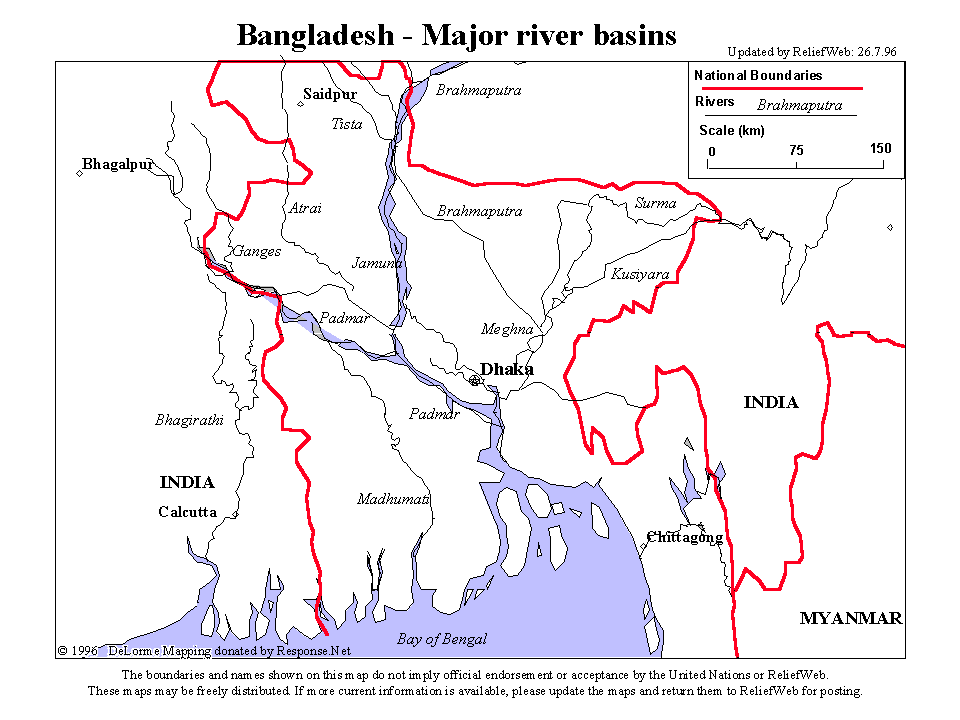 Bangladesh - Major river basins
Updated by ReliefWeb: 26.7.96
National Boundaries
Rivers Brahmaputra
Scale (km)
0 75 150
Brahmaputra
Saidpur
Tista
Bhagalpur
Atrai
Brahmaputra
Surma
Ganges
Jamuna
Kusiyara
Padmar
Meghna
Dhaka
Padmar
INDIA
Bhagirathi
INDIA
Calcutta
Madhumati
Chittagong
MYANMAR
Bay of Bengal
© 1996 DeLorme Mapping donated by Response.Net
The boundaries and names shown on this map do not imply official endorsement or acceptance by the United Nations or ReliefWeb.
These maps may be freely distributed. If more current information is available, please update the maps and return them to ReliefWeb for posting.